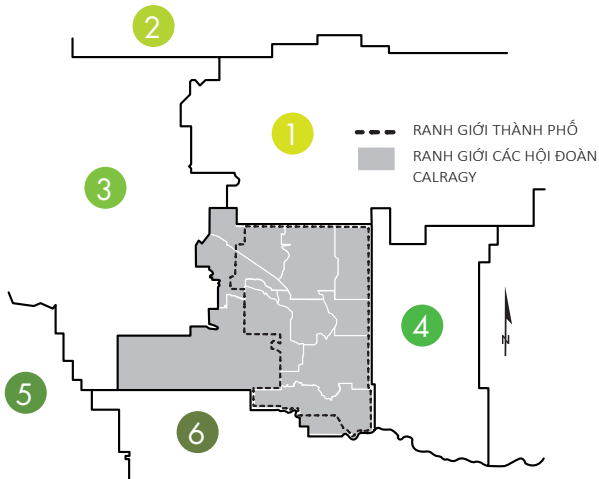 2
1
RANH GIỚI THÀNH PHỐ
RANH GIỚI CÁC HỘI ĐOÀN
CALRAGY
3
4
N
5
6